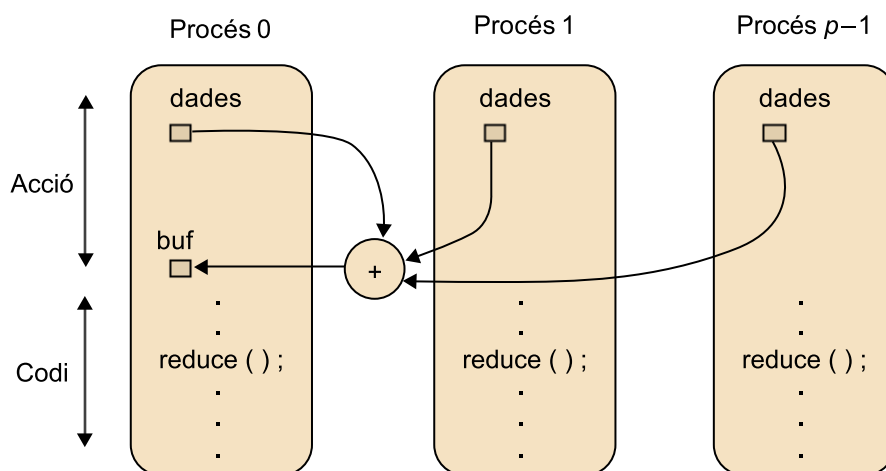 Procés 0
Procés 1
Procés p–1
dades
dades
dades
Acció
buf
+
reduce ( ) ;
reduce ( ) ;
reduce ( ) ;
Codi